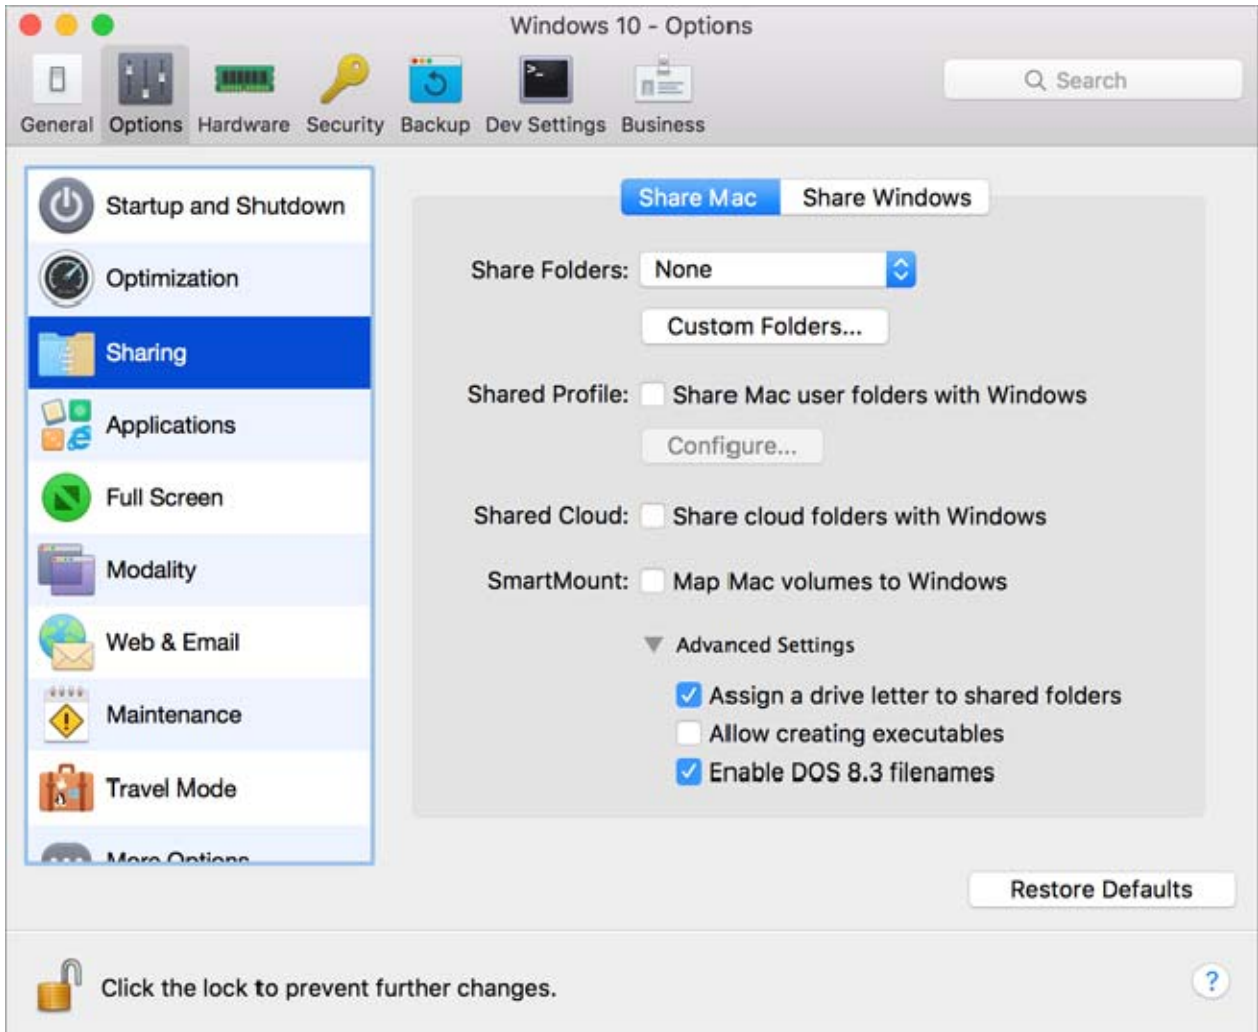 Windows 10 - Options
Search
General Options Hardware Security Backup Dev Settings Business
Startup and Shutdown
Optimization
Sharing
Applications
Full Screen
Modality
Web & Email
Maintenance
Travel Mode
More Options
Share Mac Share Windows
Share Folders: None
Custom Folders...
Shared Profile: Share Mac user folders with Windows
Configure...
Shared Cloud: Share cloud folders with Windows
SmartMount: Map Mac volumes to Windows
Advanced Settings
Assign a drive letter to shared folders
Allow creating executables
Enable DOS 8.3 filenames
Restore Defaults
Click the lock to prevent further changes.
?